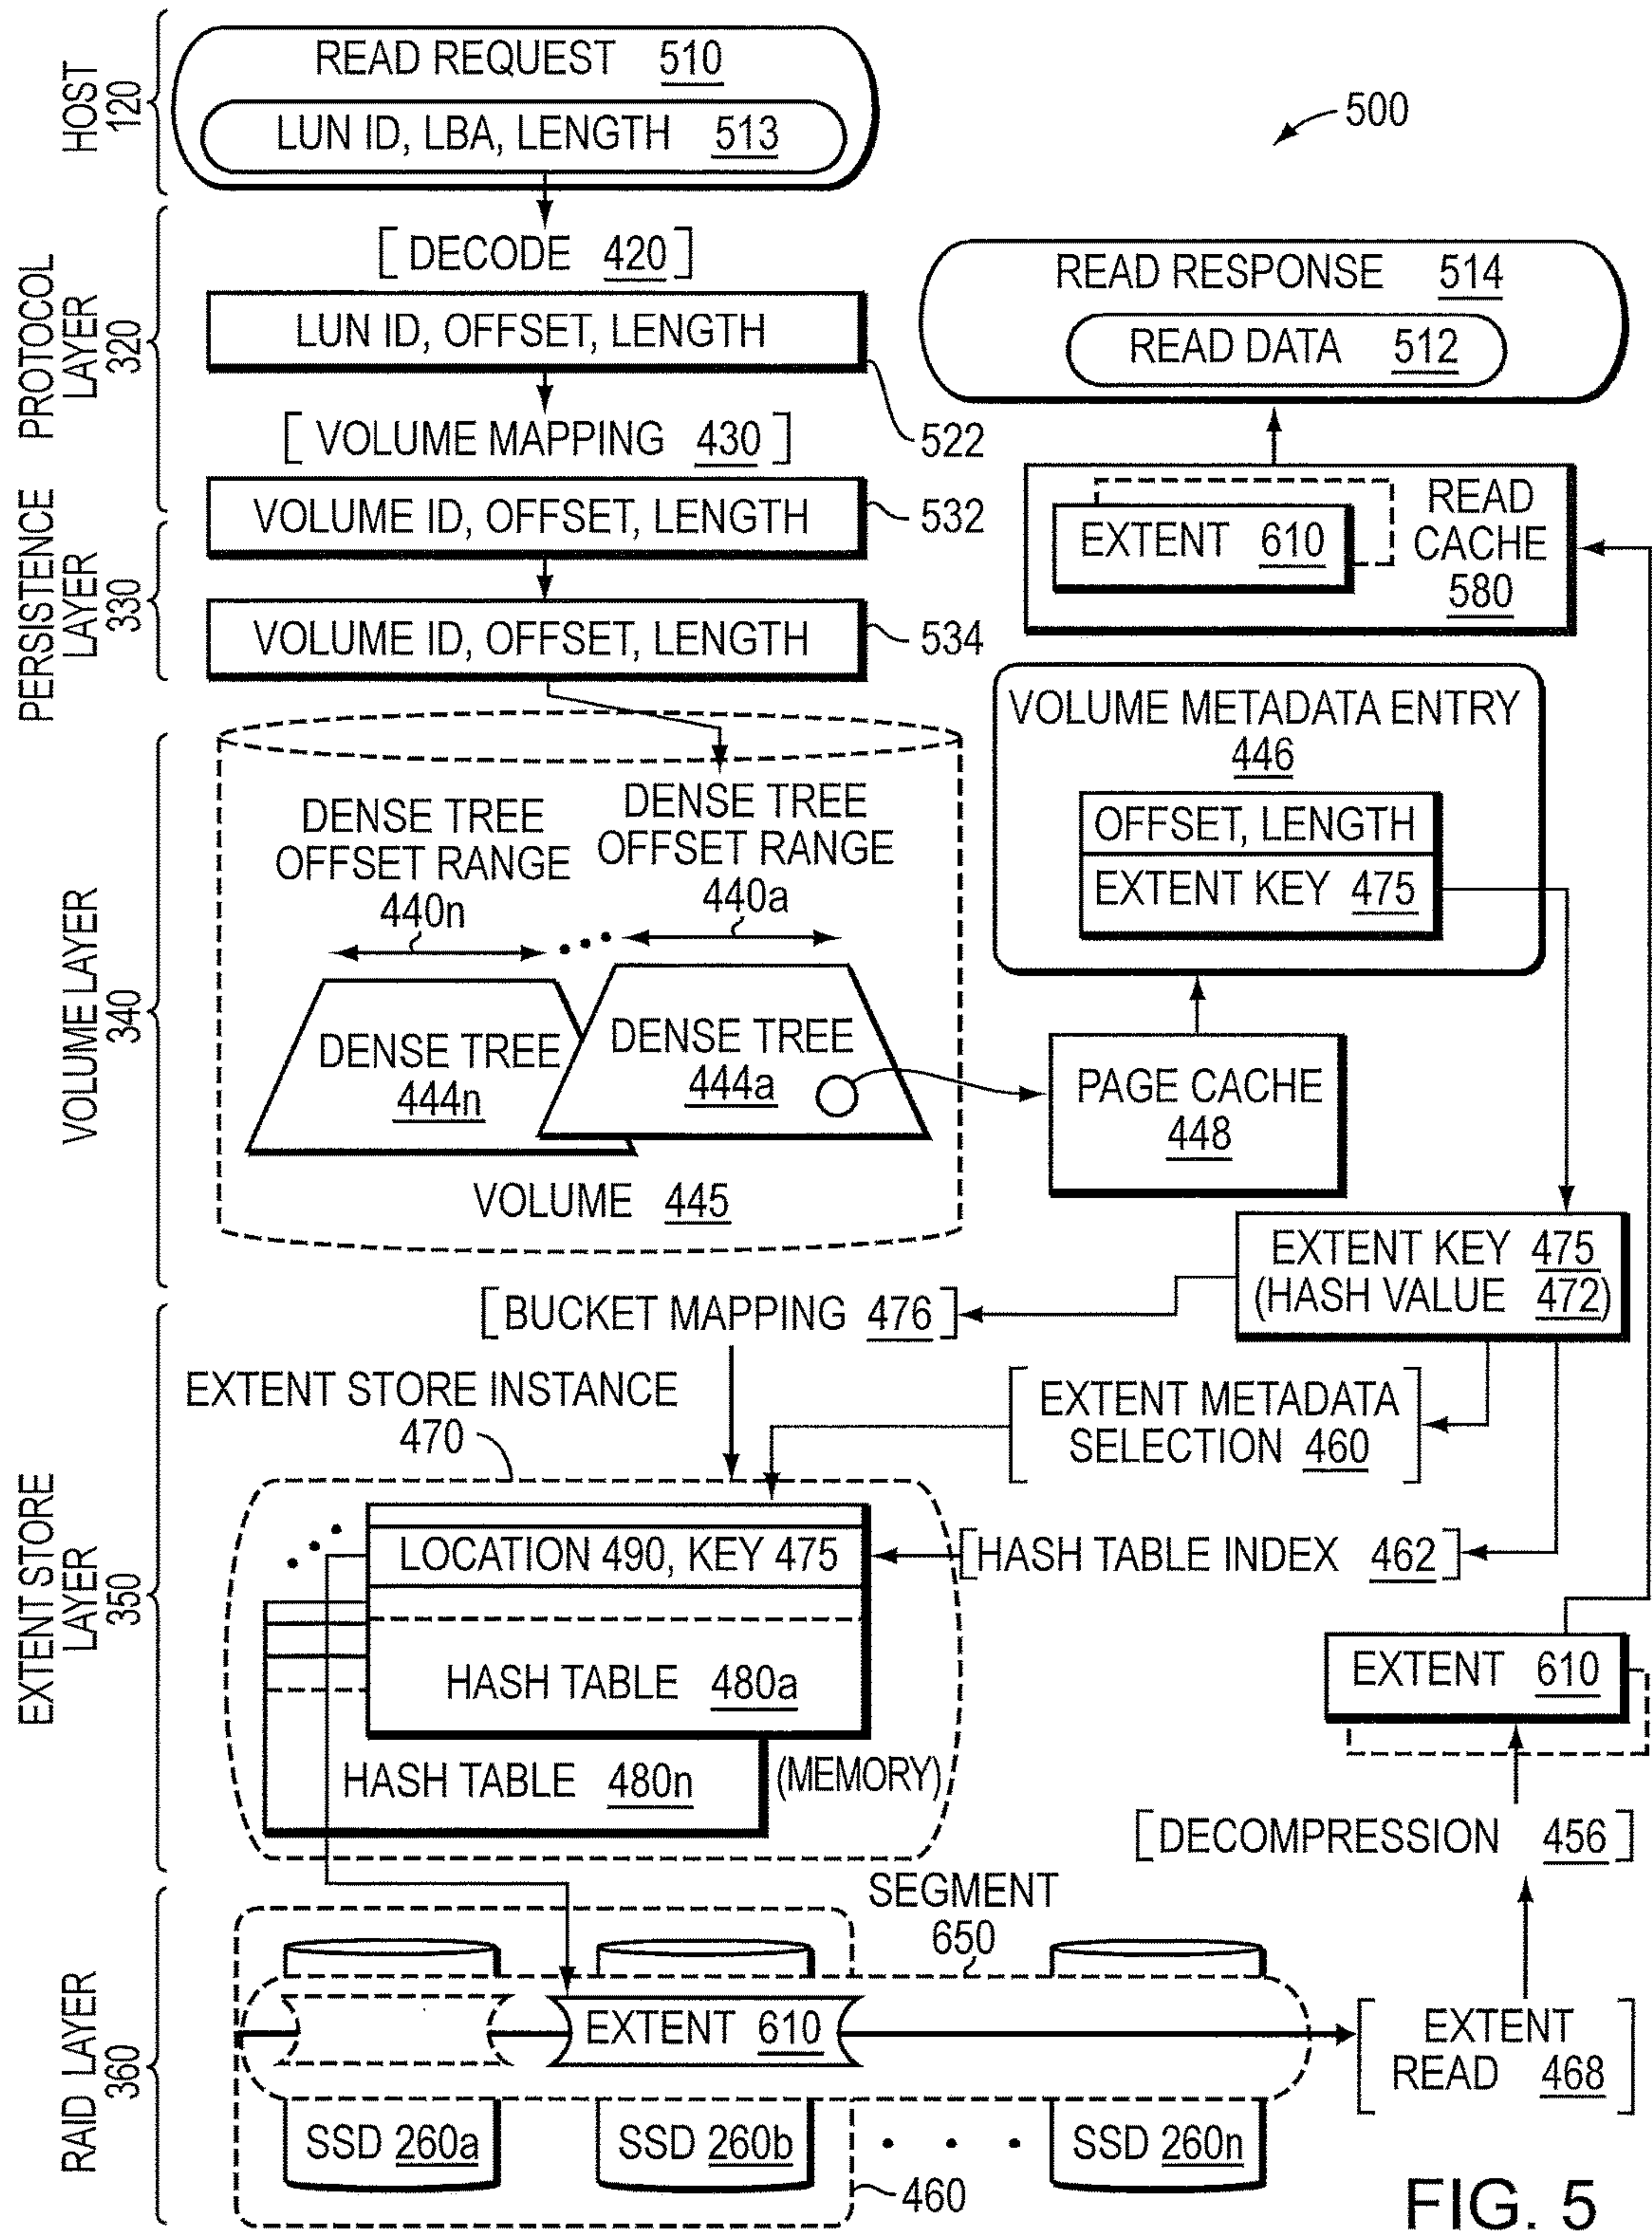 HOST
120
READ REQUEST 510
LUN ID, LBA, LENGTH 513
500
PROTOCOL
LAYER
320
[DECODE 420]
LUN ID, OFFSET, LENGTH
522
[VOLUME MAPPING 430]
READ RESPONSE 514
READ DATA 512
PERSISTENCE
LAYER
330
VOLUME ID, OFFSET, LENGTH
532
VOLUME ID, OFFSET, LENGTH
534
EXTENT 610
READ
CACHE
580
VOLUME LAYER
340
DENSE TREE
OFFSET RANGE
440n
DENSE TREE
OFFSET RANGE
440a
DENSE TREE
444n
DENSE TREE
444a
VOLUME 445
VOLUME METADATA ENTRY
446
OFFSET, LENGTH
EXTENT KEY 475
PAGE CACHE
448
EXTENT KEY 475
(HASH VALUE 472)
EXTENT STORE
LAYER
350
[BUCKET MAPPING 476]
EXTENT STORE INSTANCE
470
[EXTENT METADATA
SELECTION 460]
LOCATION 490, KEY 475
[HASH TABLE INDEX 462]
HASH TABLE 480a
HASH TABLE 480n
(MEMORY)
EXTENT 610
[DECOMPRESSION 456]
RAID LAYER
360
SEGMENT
650
EXTENT 610
[EXTENT
READ 468]
SSD 260a
SSD 260b
SSD 260n
460
FIG. 5